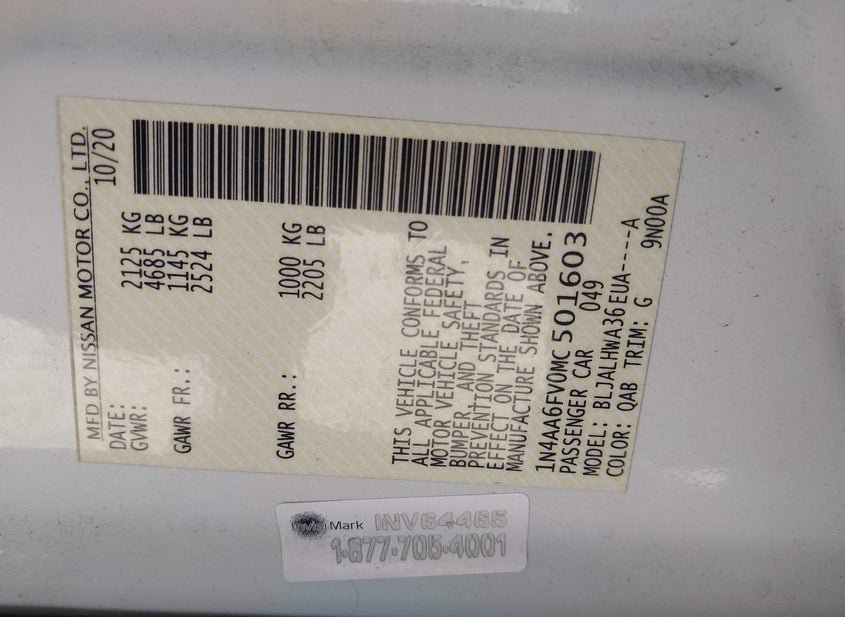 MFD BY NISSAN MOTOR CO., LTD.
DATE: 10/20
GVWR: 2125 KG
4685 LB
GAWR FR.: 1145 KG
2524 LB
GAWR RR.: 1000 KG
2205 LB
THIS VEHICLE CONFORMS TO
ALL APPLICABLE FEDERAL
MOTOR VEHICLE SAFETY,
BUMPER, AND THEFT
PREVENTION STANDARDS IN
EFFECT ON THE DATE OF
MANUFACTURE SHOWN ABOVE.
1N4AA6FV0MC501603
PASSENGER CAR 049
MODEL: BLJALHWA36EUA----A
COLOR: QAB TRIM: G 9N00A
InvisiMark INV64465
1-877-705-4001